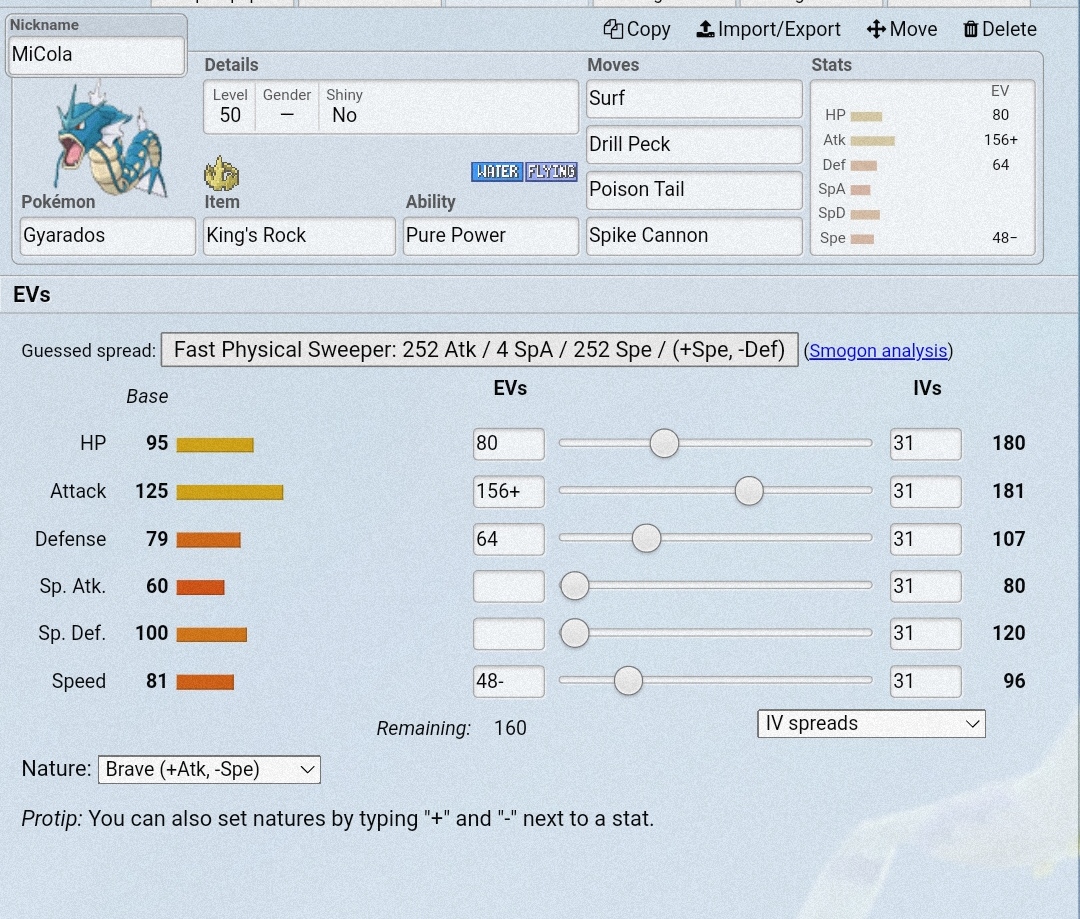 Nickname
MiCola
Copy Import/Export Move Delete
Details
Level Gender Shiny
50 – No
WATER FLYING
Pokémon Item Ability
Gyarados King's Rock Pure Power
Moves
Surf
Drill Peck
Poison Tail
Spike Cannon
Stats
EV
HP 80
Atk 156+
Def 64
SpA
SpD
Spe 48−
EVs
Guessed spread: Fast Physical Sweeper: 252 Atk / 4 SpA / 252 Spe / (+Spe, -Def) (Smogon analysis)
Base EVs IVs
HP 95 80 31 180
Attack 125 156+ 31 181
Defense 79 64 31 107
Sp. Atk. 60 31 80
Sp. Def. 100 31 120
Speed 81 48- 31 96
Remaining: 160 IV spreads
Nature: Brave (+Atk, -Spe)
Protip: You can also set natures by typing "+" and "-" next to a stat.